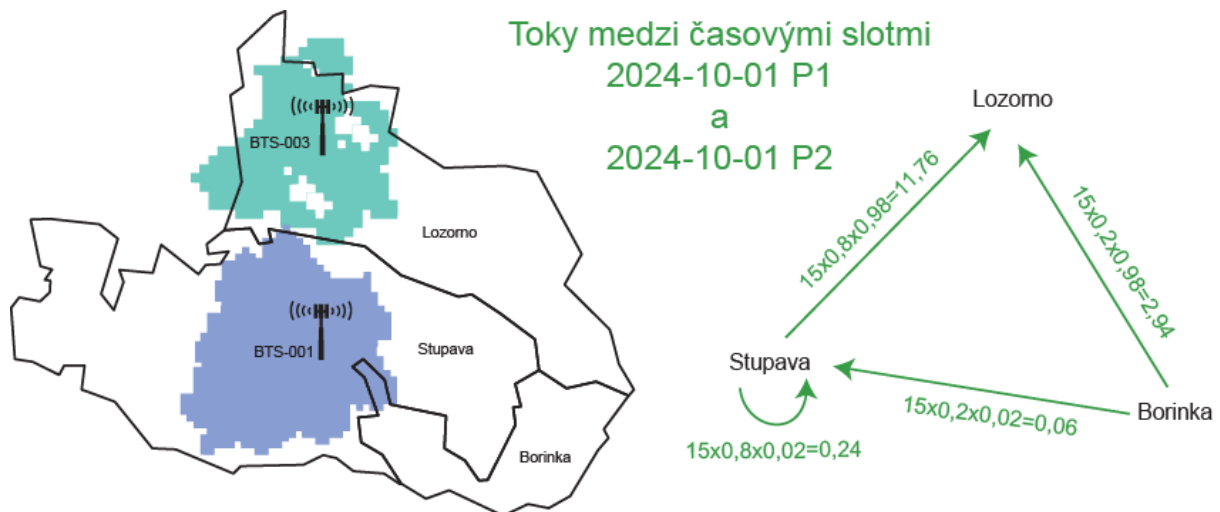 Toky medzi časovými slotmi
2024-10-01 P1
a
2024-10-01 P2
BTS-003
Lozorno
BTS-001
Stupava
Borinka
Lozorno
15x0,8x0,98=11,76
15x0,2x0,98=2,94
Stupava
15x0,2x0,02=0,06
Borinka
15x0,8x0,02=0,24